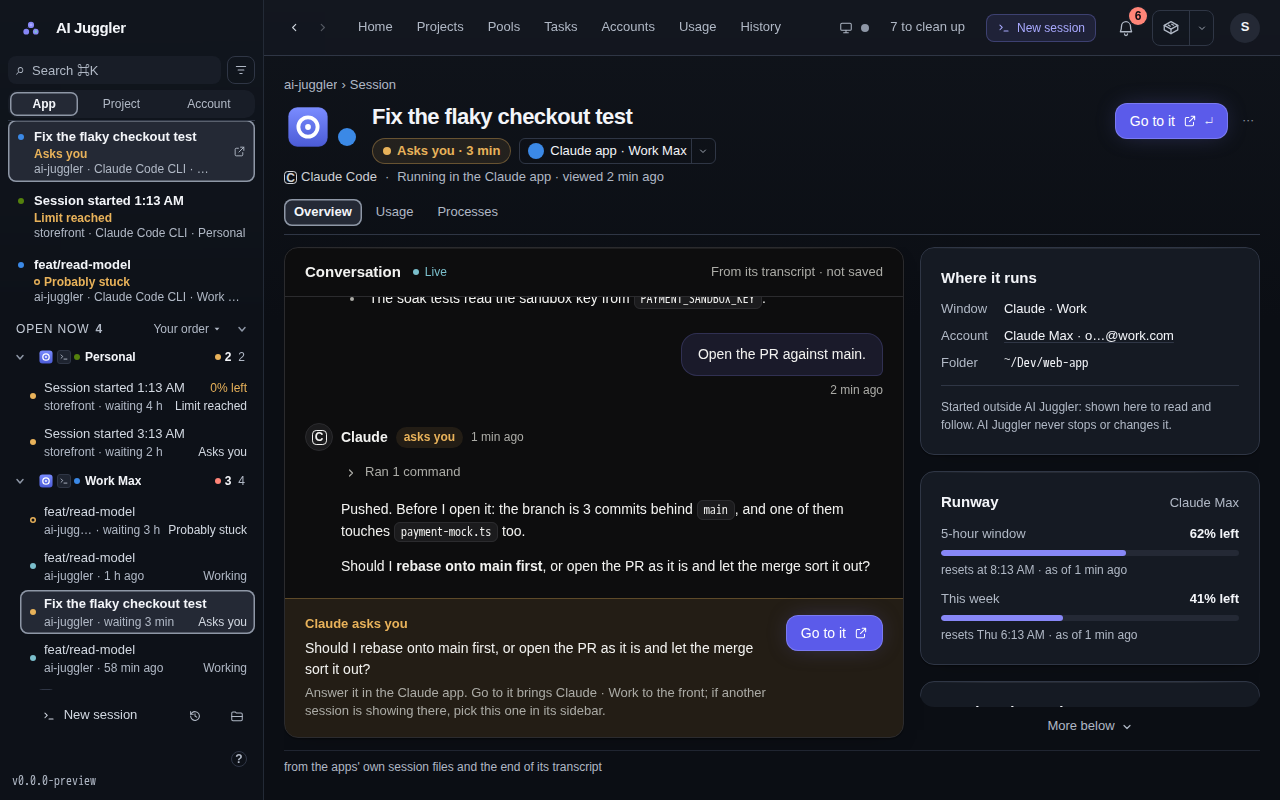 AI Juggler
Home Projects Pools Tasks Accounts Usage History
7 to clean up
New session
6
S
Search ⌘K
App Project Account
Fix the flaky checkout test
Asks you
ai-juggler · Claude Code CLI · …
Session started 1:13 AM
Limit reached
storefront · Claude Code CLI · Personal
feat/read-model
Probably stuck
ai-juggler · Claude Code CLI · Work …
OPEN NOW 4 Your order
Personal 2 2
Session started 1:13 AM 0% left
storefront · waiting 4 h Limit reached
Session started 3:13 AM
storefront · waiting 2 h Asks you
Work Max 3 4
feat/read-model
ai-jugg… · waiting 3 h Probably stuck
feat/read-model
ai-juggler · 1 h ago Working
Fix the flaky checkout test
ai-juggler · waiting 3 min Asks you
feat/read-model
ai-juggler · 58 min ago Working
New session
?
v0.0.0-preview
ai-juggler › Session
Fix the flaky checkout test
Asks you · 3 min
Claude app · Work Max
Go to it
C Claude Code · Running in the Claude app · viewed 2 min ago
Overview Usage Processes
Conversation Live From its transcript · not saved
The soak tests read the sandbox key from PAYMENT_SANDBOX_KEY.
Open the PR against main.
2 min ago
C Claude asks you 1 min ago
Ran 1 command
Pushed. Before I open it: the branch is 3 commits behind main, and one of them
touches payment-mock.ts too.
Should I rebase onto main first, or open the PR as it is and let the merge sort it out?
Claude asks you
Should I rebase onto main first, or open the PR as it is and let the merge
sort it out?
Answer it in the Claude app. Go to it brings Claude · Work to the front; if another
session is showing there, pick this one in its sidebar.
Go to it
from the apps' own session files and the end of its transcript
Where it runs
Window Claude · Work
Account Claude Max · o…@work.com
Folder ~/Dev/web-app
Started outside AI Juggler: shown here to read and
follow. AI Juggler never stops or changes it.
Runway Claude Max
5-hour window 62% left
resets at 8:13 AM · as of 1 min ago
This week 41% left
resets Thu 6:13 AM · as of 1 min ago
More below